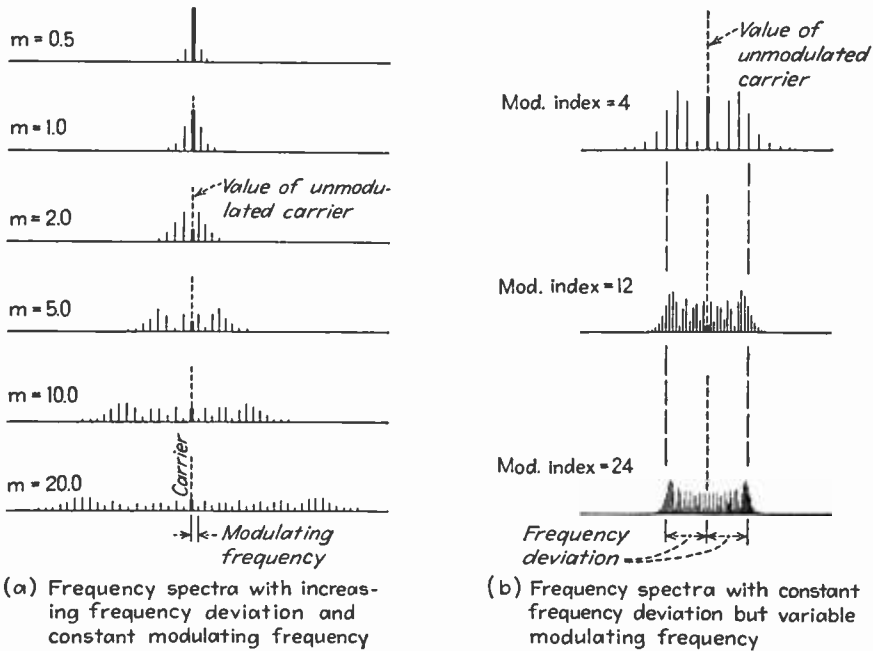 m = 0.5
m = 1.0
Value of unmodu-
lated carrier
m = 2.0
m = 5.0
m = 10.0
Carrier
m = 20.0
Modulating
frequency
(a) Frequency spectra with increas-
ing frequency deviation and
constant modulating frequency
Value of
unmodulated
carrier
Mod. index = 4
Mod. index = 12
Mod. index = 24
Frequency
deviation
(b) Frequency spectra with constant
frequency deviation but variable
modulating frequency